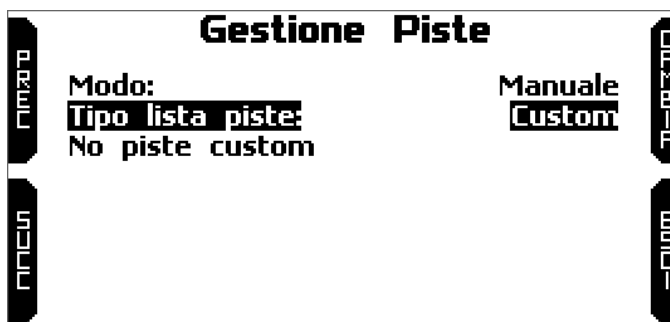 Gestione Piste
PREC
CAMBIA
Modo: Manuale
Tipo lista piste: Custom
No piste custom
SUCC
ESCI